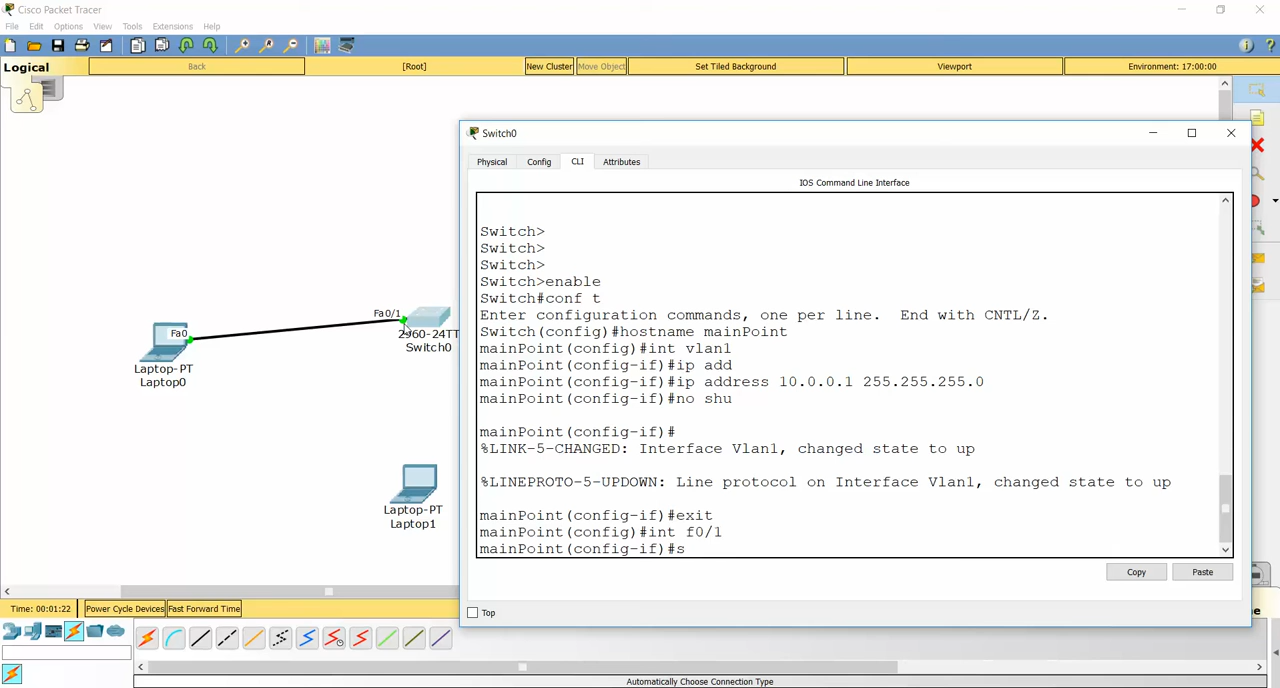 Cisco Packet Tracer
File Edit Options View Tools Extensions Help
Logical Back [Root] New Cluster Move Object Set Tiled Background Viewport Environment: 17:00:00
Switch0
Physical Config CLI Attributes
IOS Command Line Interface
Switch>
Switch>
Switch>
Switch>enable
Switch#conf t
Enter configuration commands, one per line.  End with CNTL/Z.
Switch(config)#hostname mainPoint
mainPoint(config)#int vlan1
mainPoint(config-if)#ip add
mainPoint(config-if)#ip address 10.0.0.1 255.255.255.0
mainPoint(config-if)#no shu
mainPoint(config-if)#
%LINK-5-CHANGED: Interface Vlan1, changed state to up
%LINEPROTO-5-UPDOWN: Line protocol on Interface Vlan1, changed state to up
mainPoint(config-if)#exit
mainPoint(config)#int f0/1
mainPoint(config-if)#s
Copy Paste
Top
Fa0/1
Fa0
2960-24TT
Switch0
Laptop-PT
Laptop0
Laptop-PT
Laptop1
Time: 00:01:22 Power Cycle Devices Fast Forward Time
Automatically Choose Connection Type